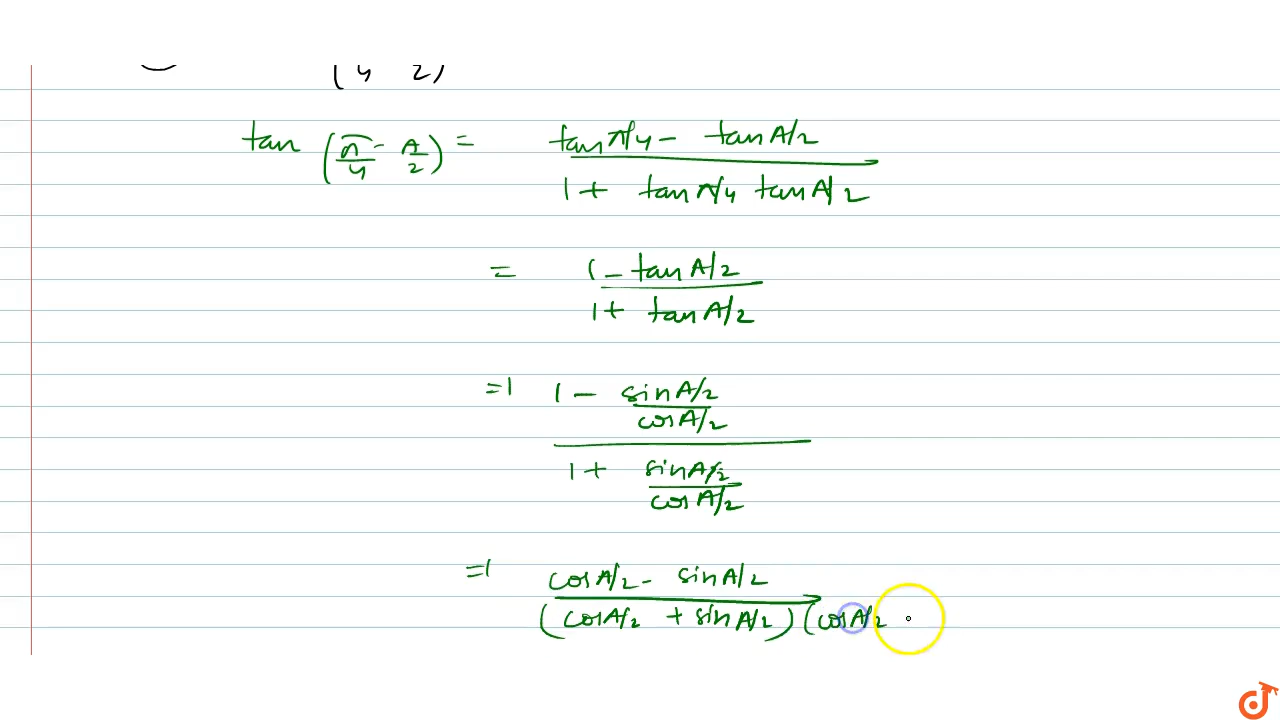 (4 2)
tan (π/4 - A/2) = tan π/4 - tan A/2 / 1 + tan π/4 tan A/2
= 1 - tan A/2 / 1 + tan A/2
=) 1 - sin A/2 / cos A/2 / 1 + sin A/2 / cos A/2
=) cos A/2 - sin A/2 / (cos A/2 + sin A/2) (cos A/2